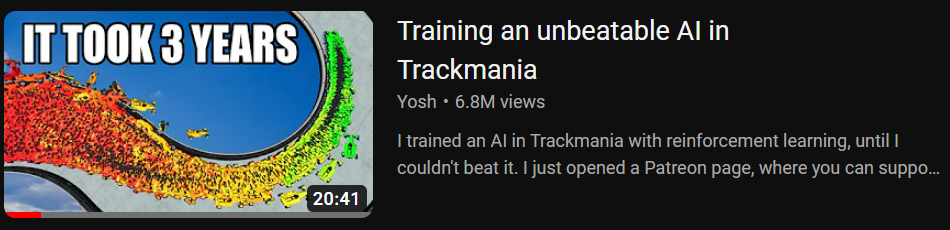 IT TOOK 3 YEARS
20:41
Training an unbeatable AI in
Trackmania
Yosh • 6.8M views
I trained an AI in Trackmania with reinforcement learning, until I
couldn't beat it. I just opened a Patreon page, where you can suppo...